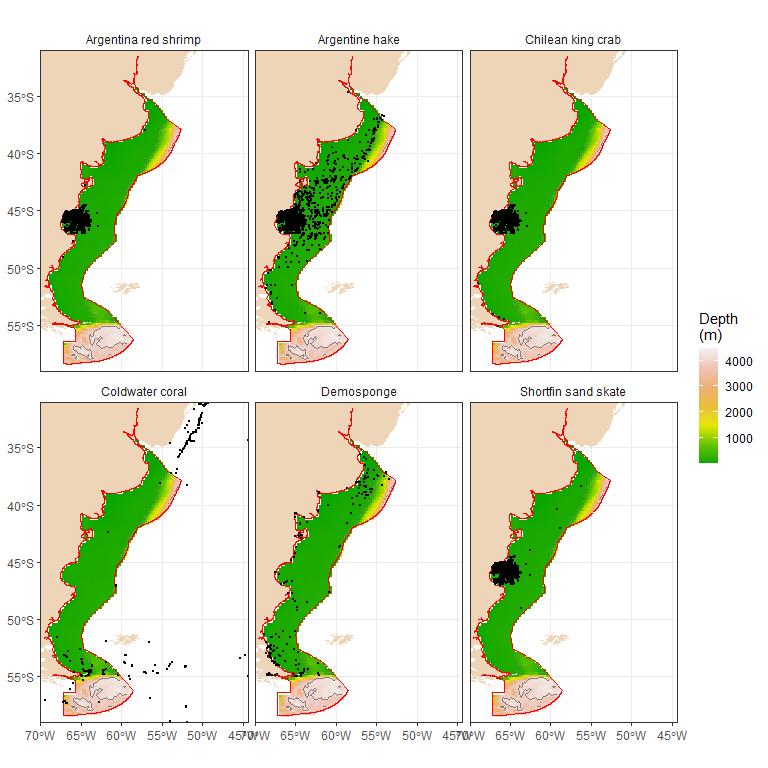 Argentina red shrimp Argentine hake Chilean king crab
35°S
40°S
45°S
50°S
55°S
Depth
(m)
4000
3000
2000
1000
Coldwater coral Demosponge Shortfin sand skate
35°S
40°S
45°S
50°S
55°S
70°W 65°W 60°W 55°W 50°W 45°W 70°W 65°W 60°W 55°W 50°W 45°W 70°W 65°W 60°W 55°W 50°W 45°W